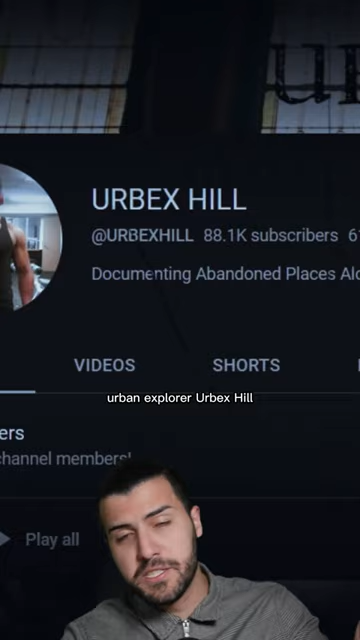 URBEX HILL
@URBEXHILL 88.1K subscribers
Documenting Abandoned Places
VIDEOS
SHORTS
urban explorer Urbex Hill
channel members!
Play all